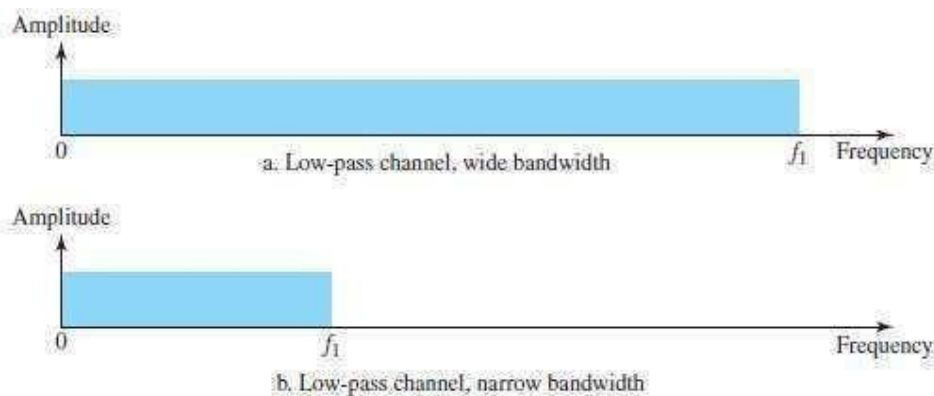 Amplitude
0
f₁
Frequency
a. Low-pass channel, wide bandwidth
Amplitude
0
f₁
Frequency
b. Low-pass channel, narrow bandwidth